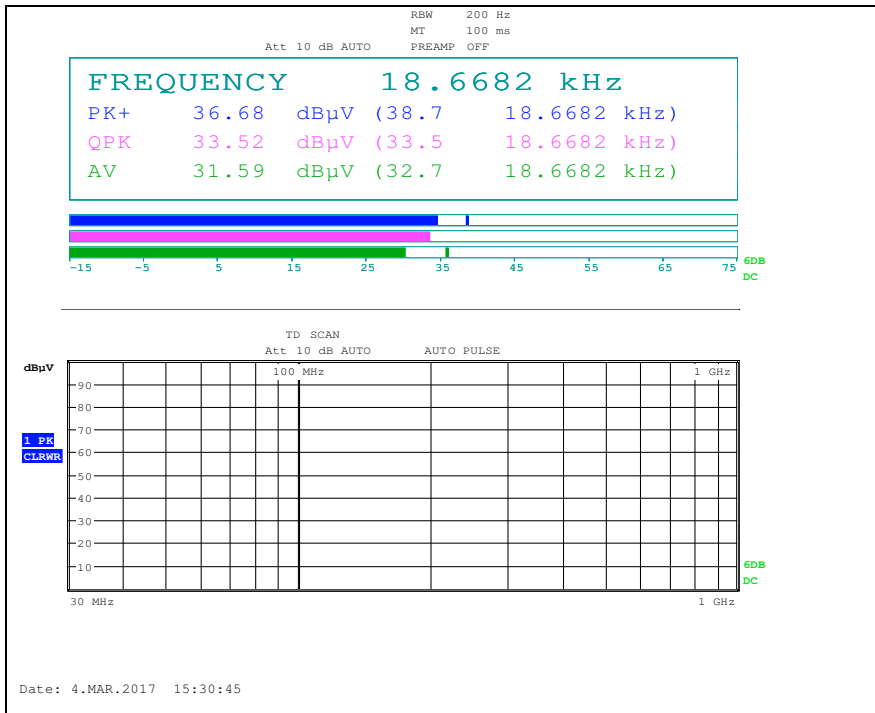 RBW 200 Hz
MT 100 ms
Att 10 dB AUTO PREAMP OFF
FREQUENCY 18.6682 kHz
PK+ 36.68 dBµV (38.7 18.6682 kHz)
QPK 33.52 dBµV (33.5 18.6682 kHz)
AV 31.59 dBµV (32.7 18.6682 kHz)
-15 -5 5 15 25 35 45 55 65 75
6DB
DC
TD SCAN
Att 10 dB AUTO AUTO PULSE
dBµV
100 MHz 1 GHz
90
80
70
1 PK
60
CLRWR
50
40
30
20
10
6DB
DC
30 MHz 1 GHz
Date: 4.MAR.2017 15:30:45